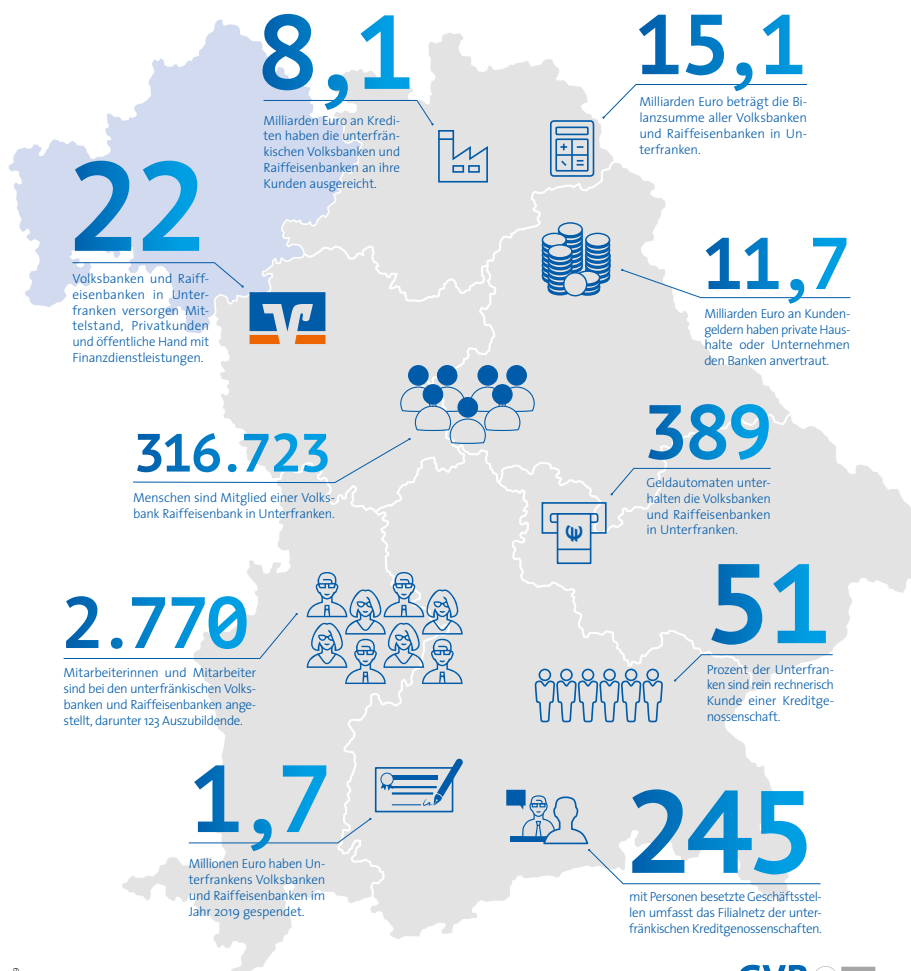 8,1
Milliarden Euro an Kredi-
ten haben die unterfrän-
kischen Volksbanken und
Raiffeisenbanken an ihre
Kunden ausgereicht.
15,1
Milliarden Euro beträgt die Bi-
lanzsumme aller Volksbanken
und Raiffeisenbanken in Un-
terfranken.
22
Volksbanken und Raiff-
eisenbanken in Unter-
franken versorgen Mit-
telstand, Privatkunden
und öffentliche Hand mit
Finanzdienstleistungen.
11,7
Milliarden Euro an Kunden-
geldern haben private Haus-
halte oder Unternehmen
den Banken anvertraut.
316.723
Menschen sind Mitglied einer Volks-
bank Raiffeisenbank in Unterfranken.
389
Geldautomaten unter-
halten die Volksbanken
und Raiffeisenbanken
in Unterfranken.
2.770
Mitarbeiterinnen und Mitarbeiter
sind bei den unterfränkischen Volks-
banken und Raiffeisenbanken ange-
stellt, darunter 123 Auszubildende.
51
Prozent der Unterfran-
ken sind rein rechnerisch
Kunde einer Kreditge-
nossenschaft.
1,7
Millionen Euro haben Un-
terfrankens Volksbanken
und Raiffeisenbanken im
Jahr 2019 gespendet.
245
mit Personen besetzte Geschäftsstel-
len umfasst das Filialnetz der unter-
fränkischen Kreditgenossenschaften.